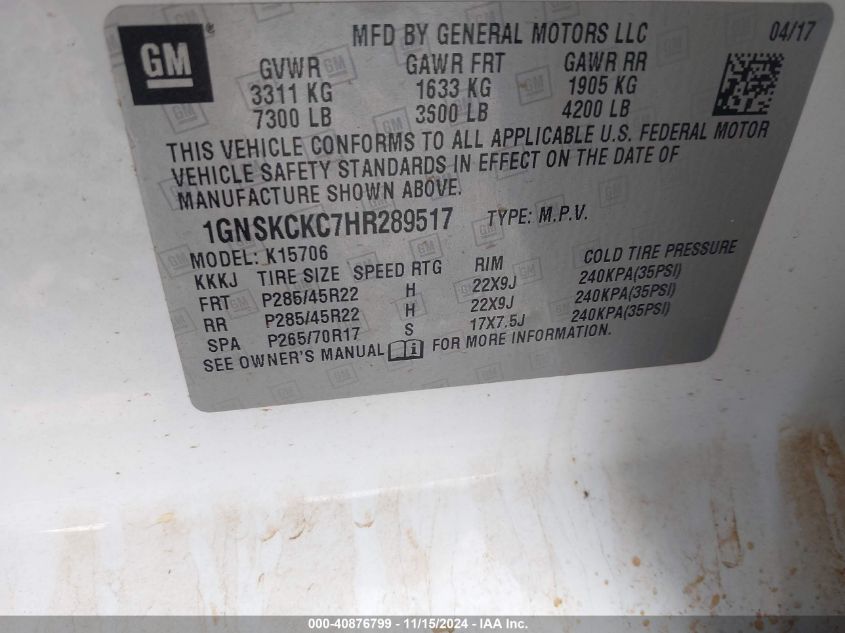 GM®
MFD BY GENERAL MOTORS LLC 04/17
GVWR GAWR FRT GAWR RR
3311 KG 1633 KG 1905 KG
7300 LB 3600 LB 4200 LB
THIS VEHICLE CONFORMS TO ALL APPLICABLE U.S. FEDERAL MOTOR
VEHICLE SAFETY STANDARDS IN EFFECT ON THE DATE OF
MANUFACTURE SHOWN ABOVE.
1GNSKCKC7HR289517 TYPE: M.P.V.
MODEL: K15706
KKKJ TIRE SIZE SPEED RTG RIM COLD TIRE PRESSURE
FRT P285/45R22 H 22X9J 240KPA(35PSI)
RR P285/45R22 H 22X9J 240KPA(35PSI)
SPA P265/70R17 S 17X7.5J 240KPA(35PSI)
SEE OWNER'S MANUAL FOR MORE INFORMATION.
000-40876799 - 11/15/2024 - IAA Inc.